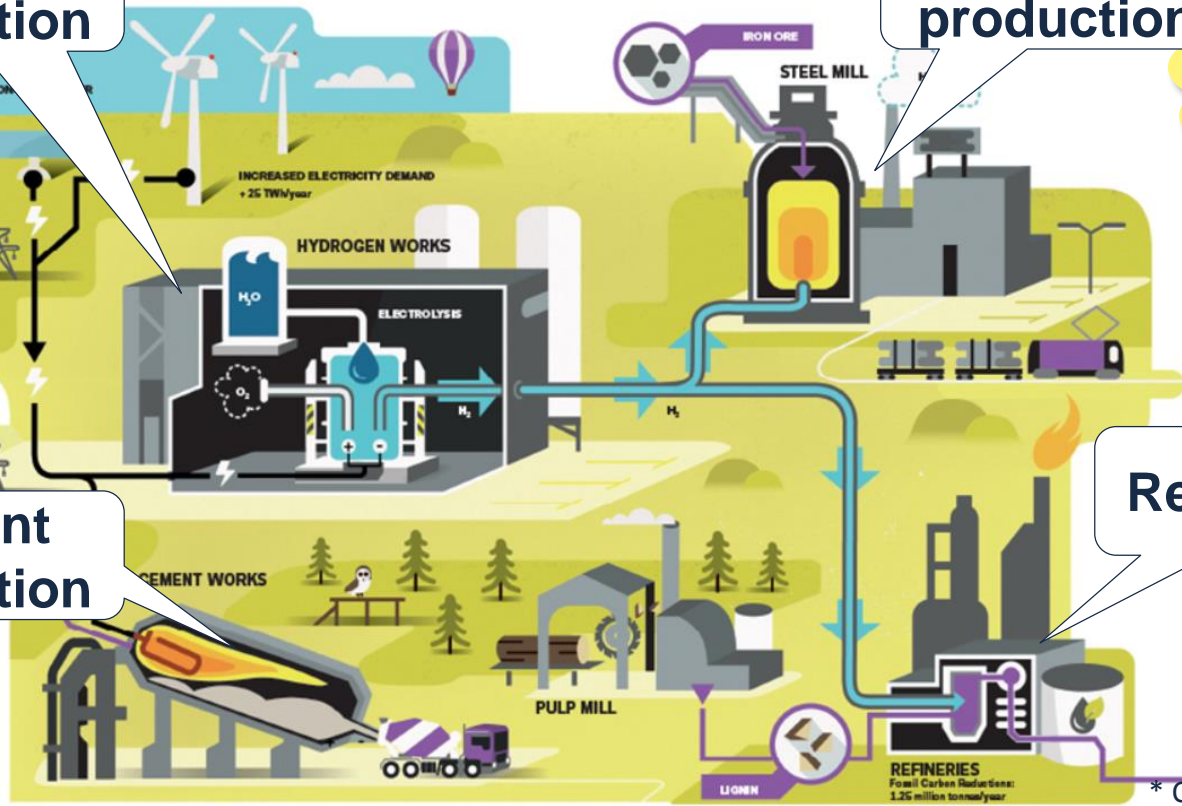 tion
production
IRON ORE
STEEL MILL
INCREASED ELECTRICITY DEMAND
+ 25 TWh/year
HYDROGEN WORKS
H₂O
ELECTROLYSIS
O₂
H₂
H₂
+
-
nt
tion
CEMENT WORKS
Re
PULP MILL
LIGNIN
REFINERIES
Fossil Carbon Reductions:
1.25 million tonnes/year
*